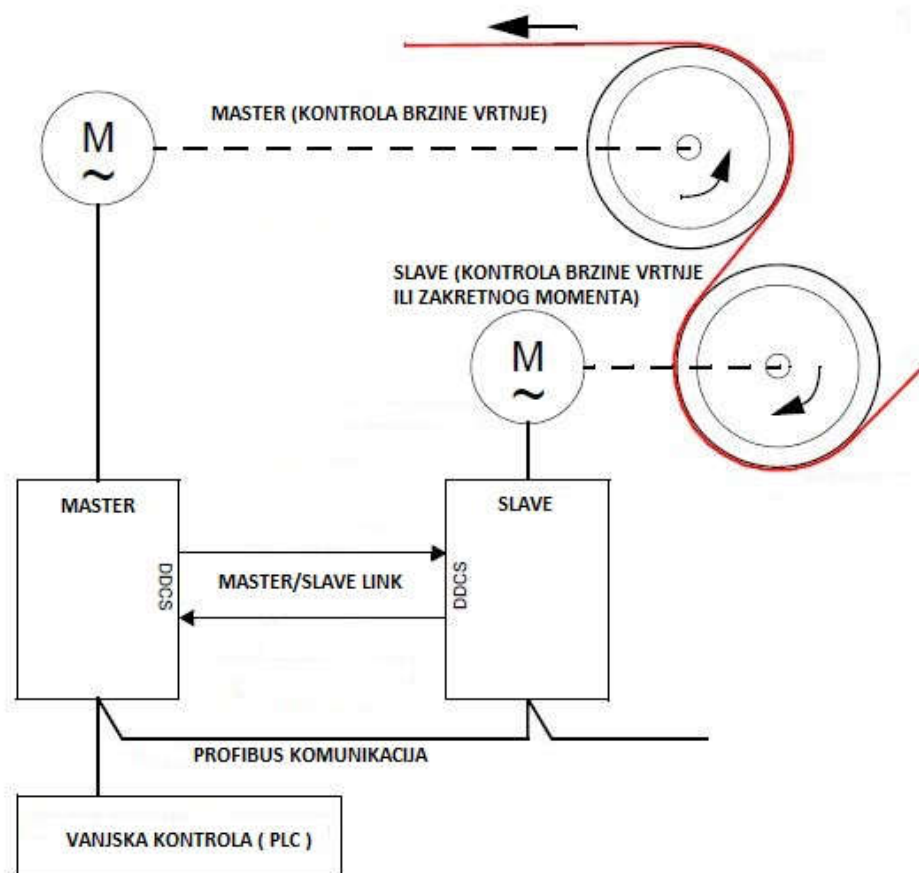 MASTER (KONTROLA BRZINE VRTNJE)
M
~
SLAVE (KONTROLA BRZINE VRTNJE
ILI ZAKRETNOG MOMENTA)
M
~
MASTER
SLAVE
DDCS
MASTER/SLAVE LINK
DDCS
PROFIBUS KOMUNIKACIJA
VANJSKA KONTROLA ( PLC )